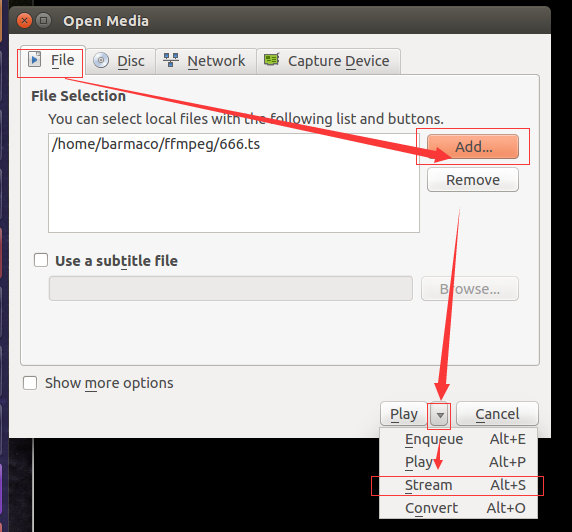 Open Media
File Disc Network Capture Device
File Selection
You can select local files with the following list and buttons.
/home/barmaco/ffmpeg/666.ts
Add...
Remove
Use a subtitle file
Browse...
Show more options
Play Cancel
Enqueue Alt+E
Play Alt+P
Stream Alt+S
Convert Alt+O